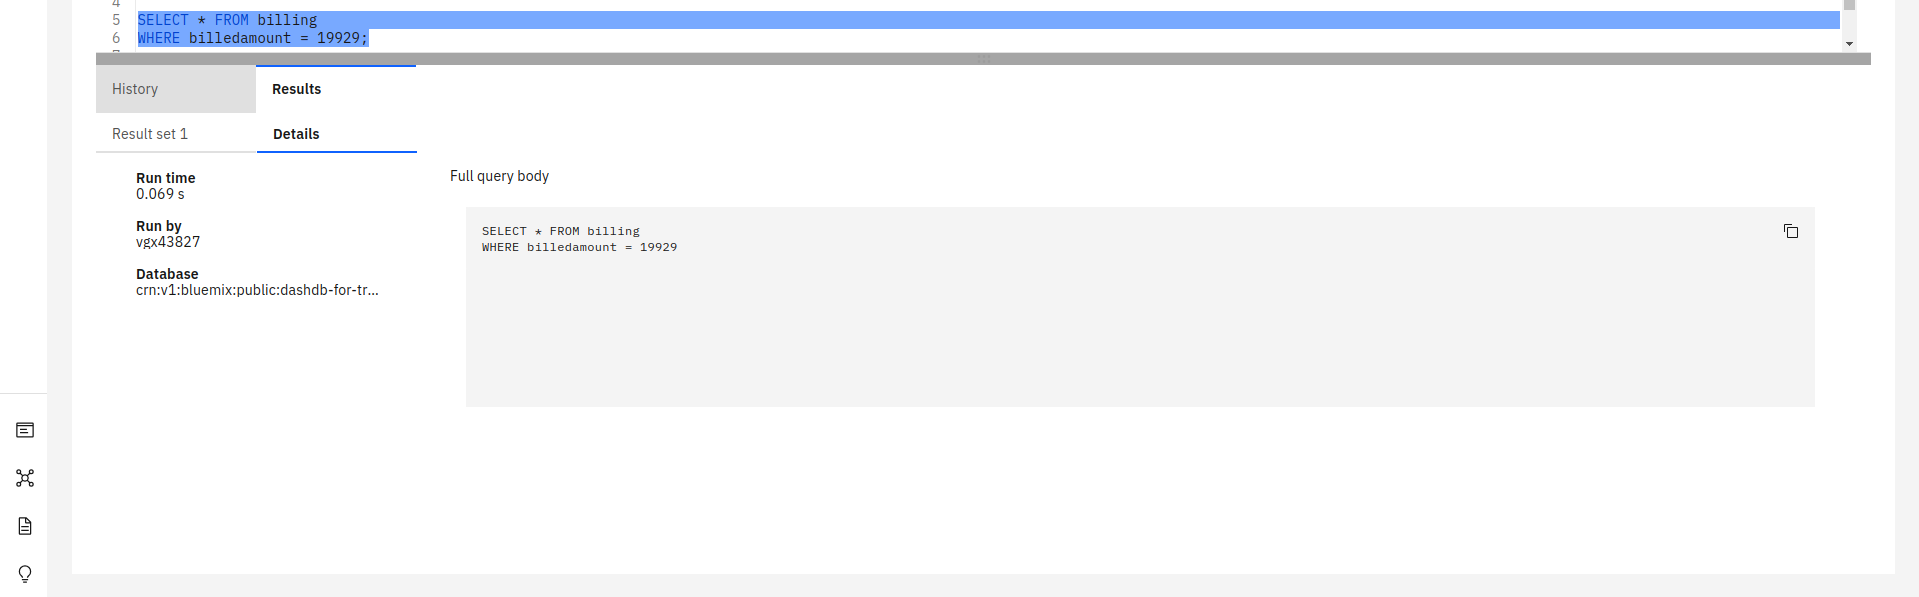 4
5 SELECT * FROM billing
6 WHERE billedamount = 19929;
History Results
Result set 1 Details
Run time
0.069 s
Run by
vgx43827
Database
crn:v1:bluemix:public:dashdb-for-tr...
Full query body
SELECT * FROM billing
WHERE billedamount = 19929